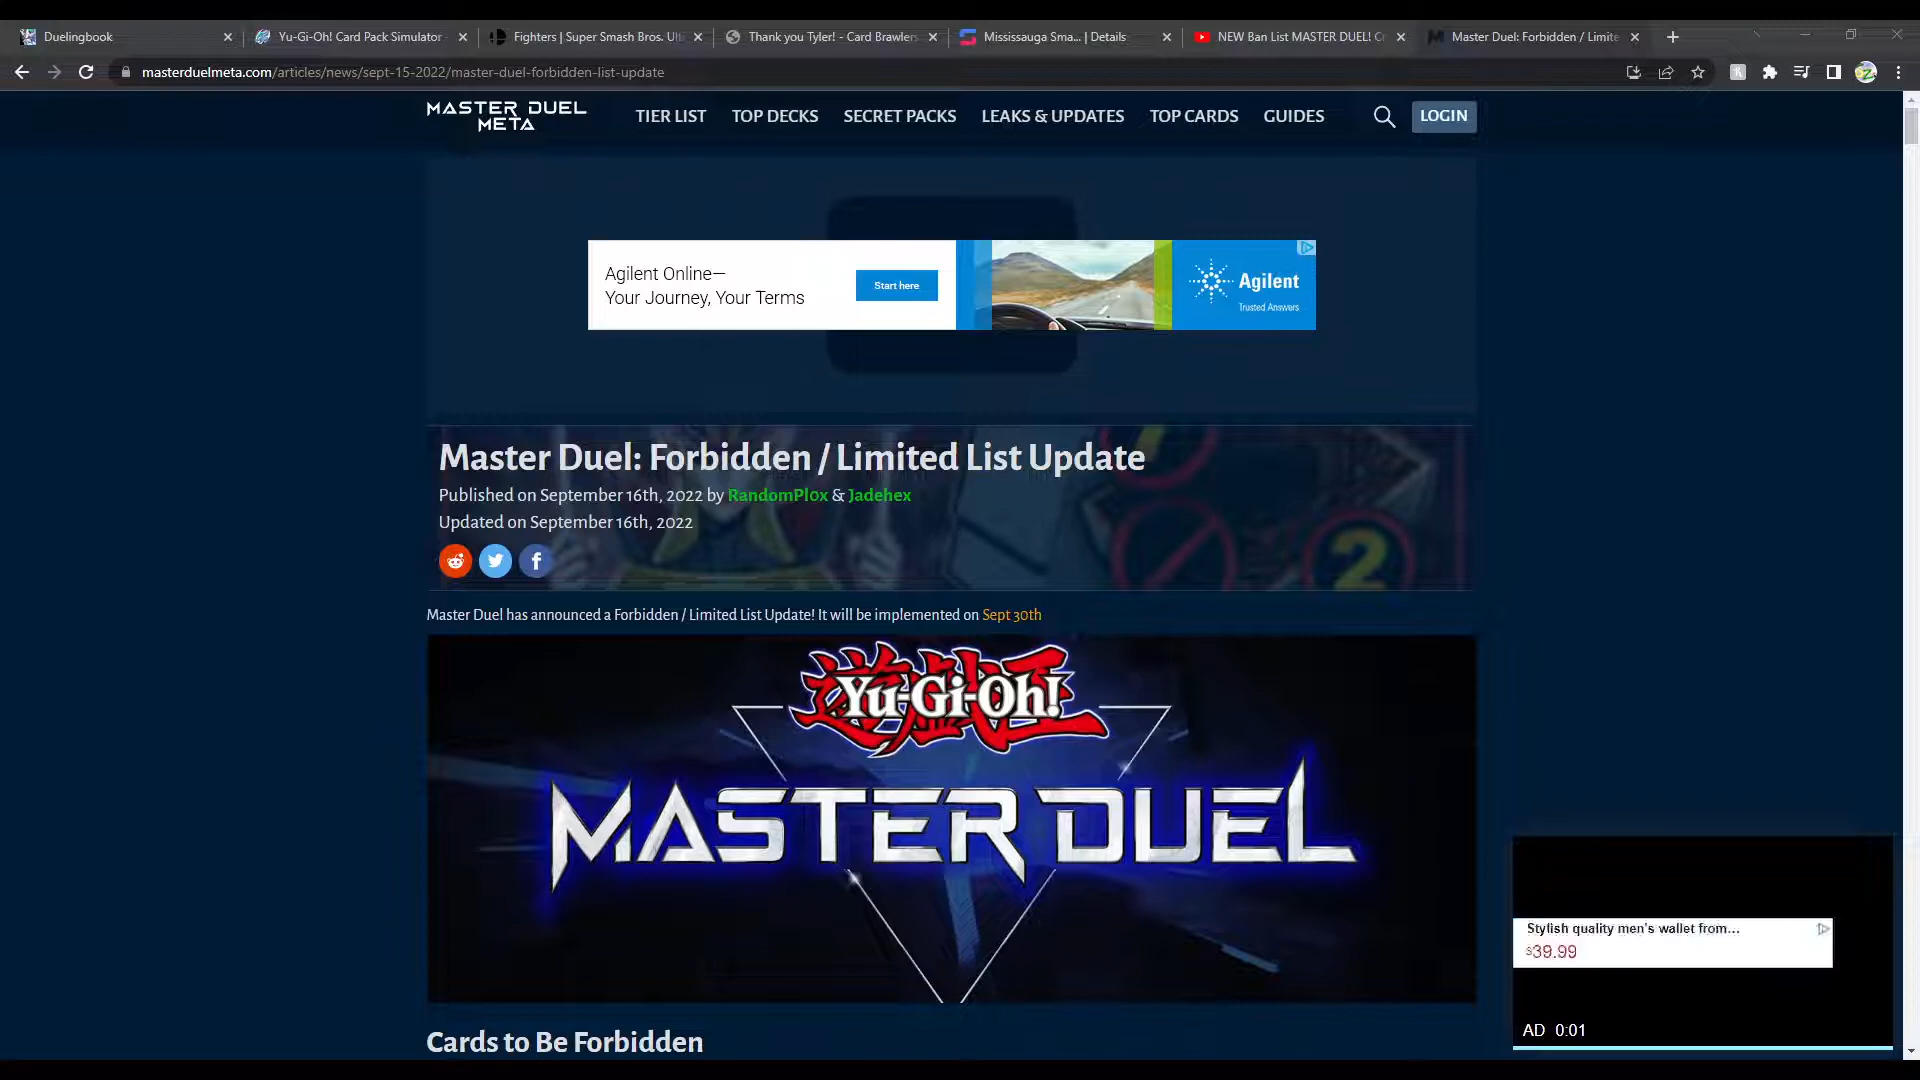 Duelingbook
Yu-Gi-Oh! Card Pack Simulator
Fighters | Super Smash Bros. Ult
Thank you Tyler! - Card Brawlers
Mississauga Sma... | Details
NEW Ban List MASTER DUEL! Cr
Master Duel: Forbidden / Limite
masterduelmeta.com/articles/news/sept-15-2022/master-duel-forbidden-list-update
MASTER DUEL
META
TIER LIST
TOP DECKS
SECRET PACKS
LEAKS & UPDATES
TOP CARDS
GUIDES
LOGIN
Agilent Online—
Your Journey, Your Terms
Start here
Agilent
Trusted Answers
Master Duel: Forbidden / Limited List Update
Published on September 16th, 2022 by RandomPl0x & Jadehex
Updated on September 16th, 2022
2
Master Duel has announced a Forbidden / Limited List Update! It will be implemented on Sept 30th
遊戯王
Yu-Gi-Oh!
MASTER DUEL
Stylish quality men's wallet from...
$39.99
AD 0:01
Cards to Be Forbidden